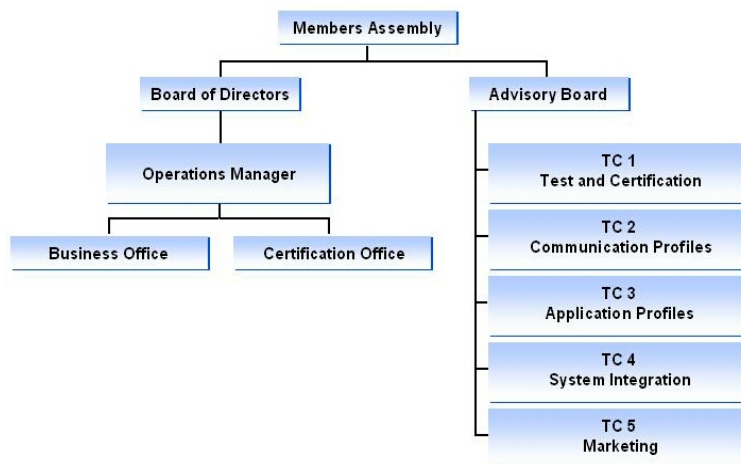 Members Assembly
Board of Directors
Advisory Board
Operations Manager
Business Office
Certification Office
TC 1
Test and Certification
TC 2
Communication Profiles
TC 3
Application Profiles
TC 4
System Integration
TC 5
Marketing